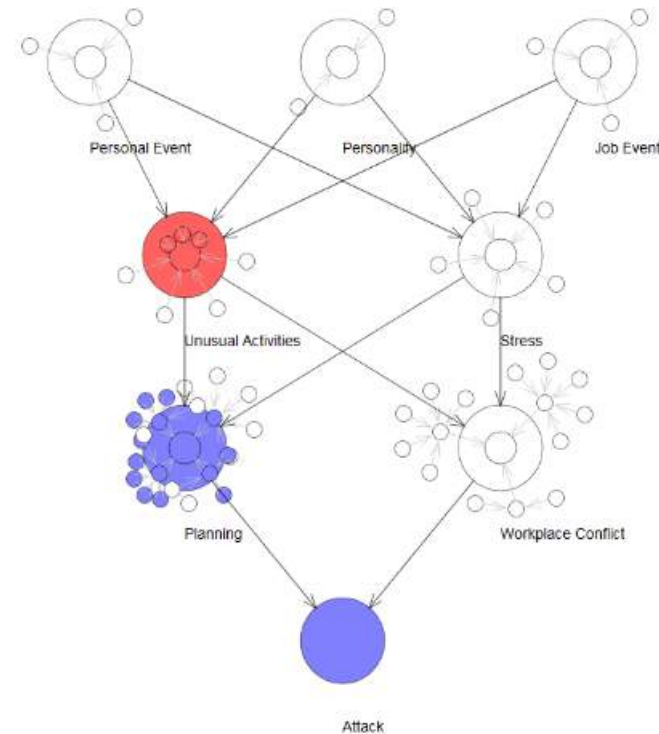 Personal Event
Personality
Job Event
Unusual Activities
Stress
Planning
Workplace Conflict
Attack